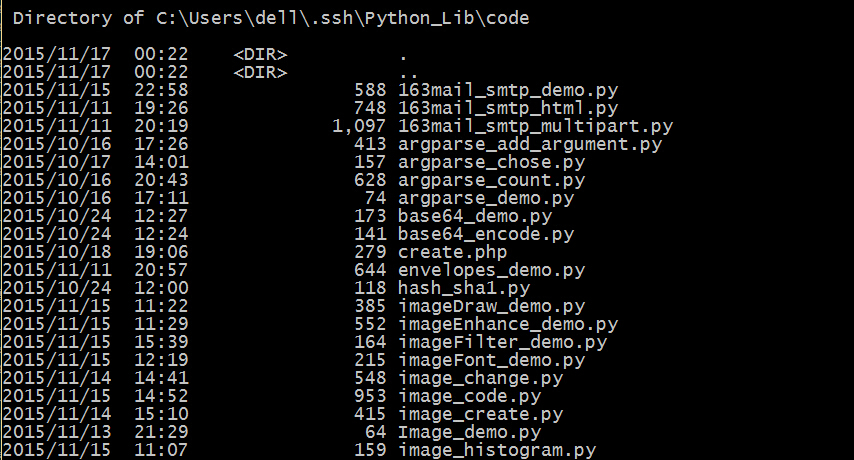 Directory of C:\Users\dell\.ssh\Python_Lib\code
2015/11/17  00:22    <DIR>          .
2015/11/17  00:22    <DIR>          ..
2015/11/15  22:58               588 163mail_smtp_demo.py
2015/11/11  19:26               748 163mail_smtp_html.py
2015/11/11  20:19             1,097 163mail_smtp_multipart.py
2015/10/16  17:26               413 argparse_add_argument.py
2015/10/17  14:01               157 argparse_chose.py
2015/10/16  20:43               628 argparse_count.py
2015/10/16  17:11                74 argparse_demo.py
2015/10/24  12:27               173 base64_demo.py
2015/10/24  12:24               141 base64_encode.py
2015/10/18  19:06               279 create.php
2015/11/11  20:57               644 envelopes_demo.py
2015/10/24  12:00               118 hash_sha1.py
2015/11/15  11:22               385 imageDraw_demo.py
2015/11/15  11:29               552 imageEnhance_demo.py
2015/11/15  15:39               164 imageFilter_demo.py
2015/11/15  12:19               215 imageFont_demo.py
2015/11/14  14:41               548 image_change.py
2015/11/15  14:52               953 image_code.py
2015/11/14  15:10               415 image_create.py
2015/11/13  21:29                64 Image_demo.py
2015/11/15  11:07               159 image_histogram.py